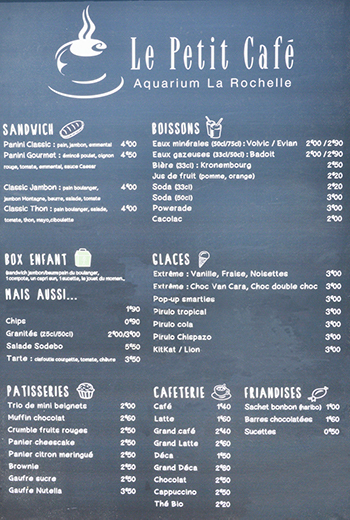 Le Petit Café
Aquarium La Rochelle
SANDWICH
Panini Classic : pain, jambon, emmental 4€00
Panini Gourmet : émincé poulet, oignon 4€50
rouge, tomate, emmental, sauce Caesar
Classic Jambon : pain boulanger, 4€00
jambon Montagne, beurre, salade, tomate
Classic Thon : pain boulanger, salade, 4€50
tomate, thon, mayo, ciboulette
BOISSONS
Eaux minérales (50cl/75cl) : Volvic / Evian 2€00 /2€90
Eaux gazeuses (33cl/50cl) : Badoit 2€00 /2€20
Bière (33cl) : Kronembourg 2€50
Jus de fruit (pomme, orange) 2€20
Soda (33cl) 2€20
Soda (50cl) 3€00
Powerade 3€00
Cacolac 2€20
BOX ENFANT
Sandwich jambon/beurre pain du boulanger,
1 compote, un capri sun, 1 sucette, le jouet du moment..
MAIS AUSSI...
1€90
Chips 0€90
Granités (25cl/50cl) 2€00/3€00
Salade Sodebo 5€50
Tarte : clafoutis courgette, tomate, chèvre 3€50
GLACES
Extrême : Vanille, Fraise, Noisettes 3€00
Extrême : Choc Van Cara, Choc double choc 3€00
Pop-up smarties 3€00
Pirulo tropical 3€00
Pirulo cola 3€00
Pirulo Chispazo 3€00
KitKat / Lion 3€00
PATISSERIES
Trio de mini beignets 2€00
Muffin chocolat 2€50
Crumble fruits rouges 2€50
Panier cheescake 2€50
Panier citron meringué 2€50
Brownie 2€50
Gaufre sucre 2€50
Gaufre Nutella 3€50
CAFETERIE
Café 1€40
Latte 1€60
Grand café 2€40
Grand Latte 2€60
Déca 1€50
Grand Déca 2€50
Chocolat 2€50
Cappuccino 2€50
Thé Bio 2€20
FRIANDISES
Sachet bonbon (haribo) 1€00
Barres chocolatées 1€60
Sucettes 0€50